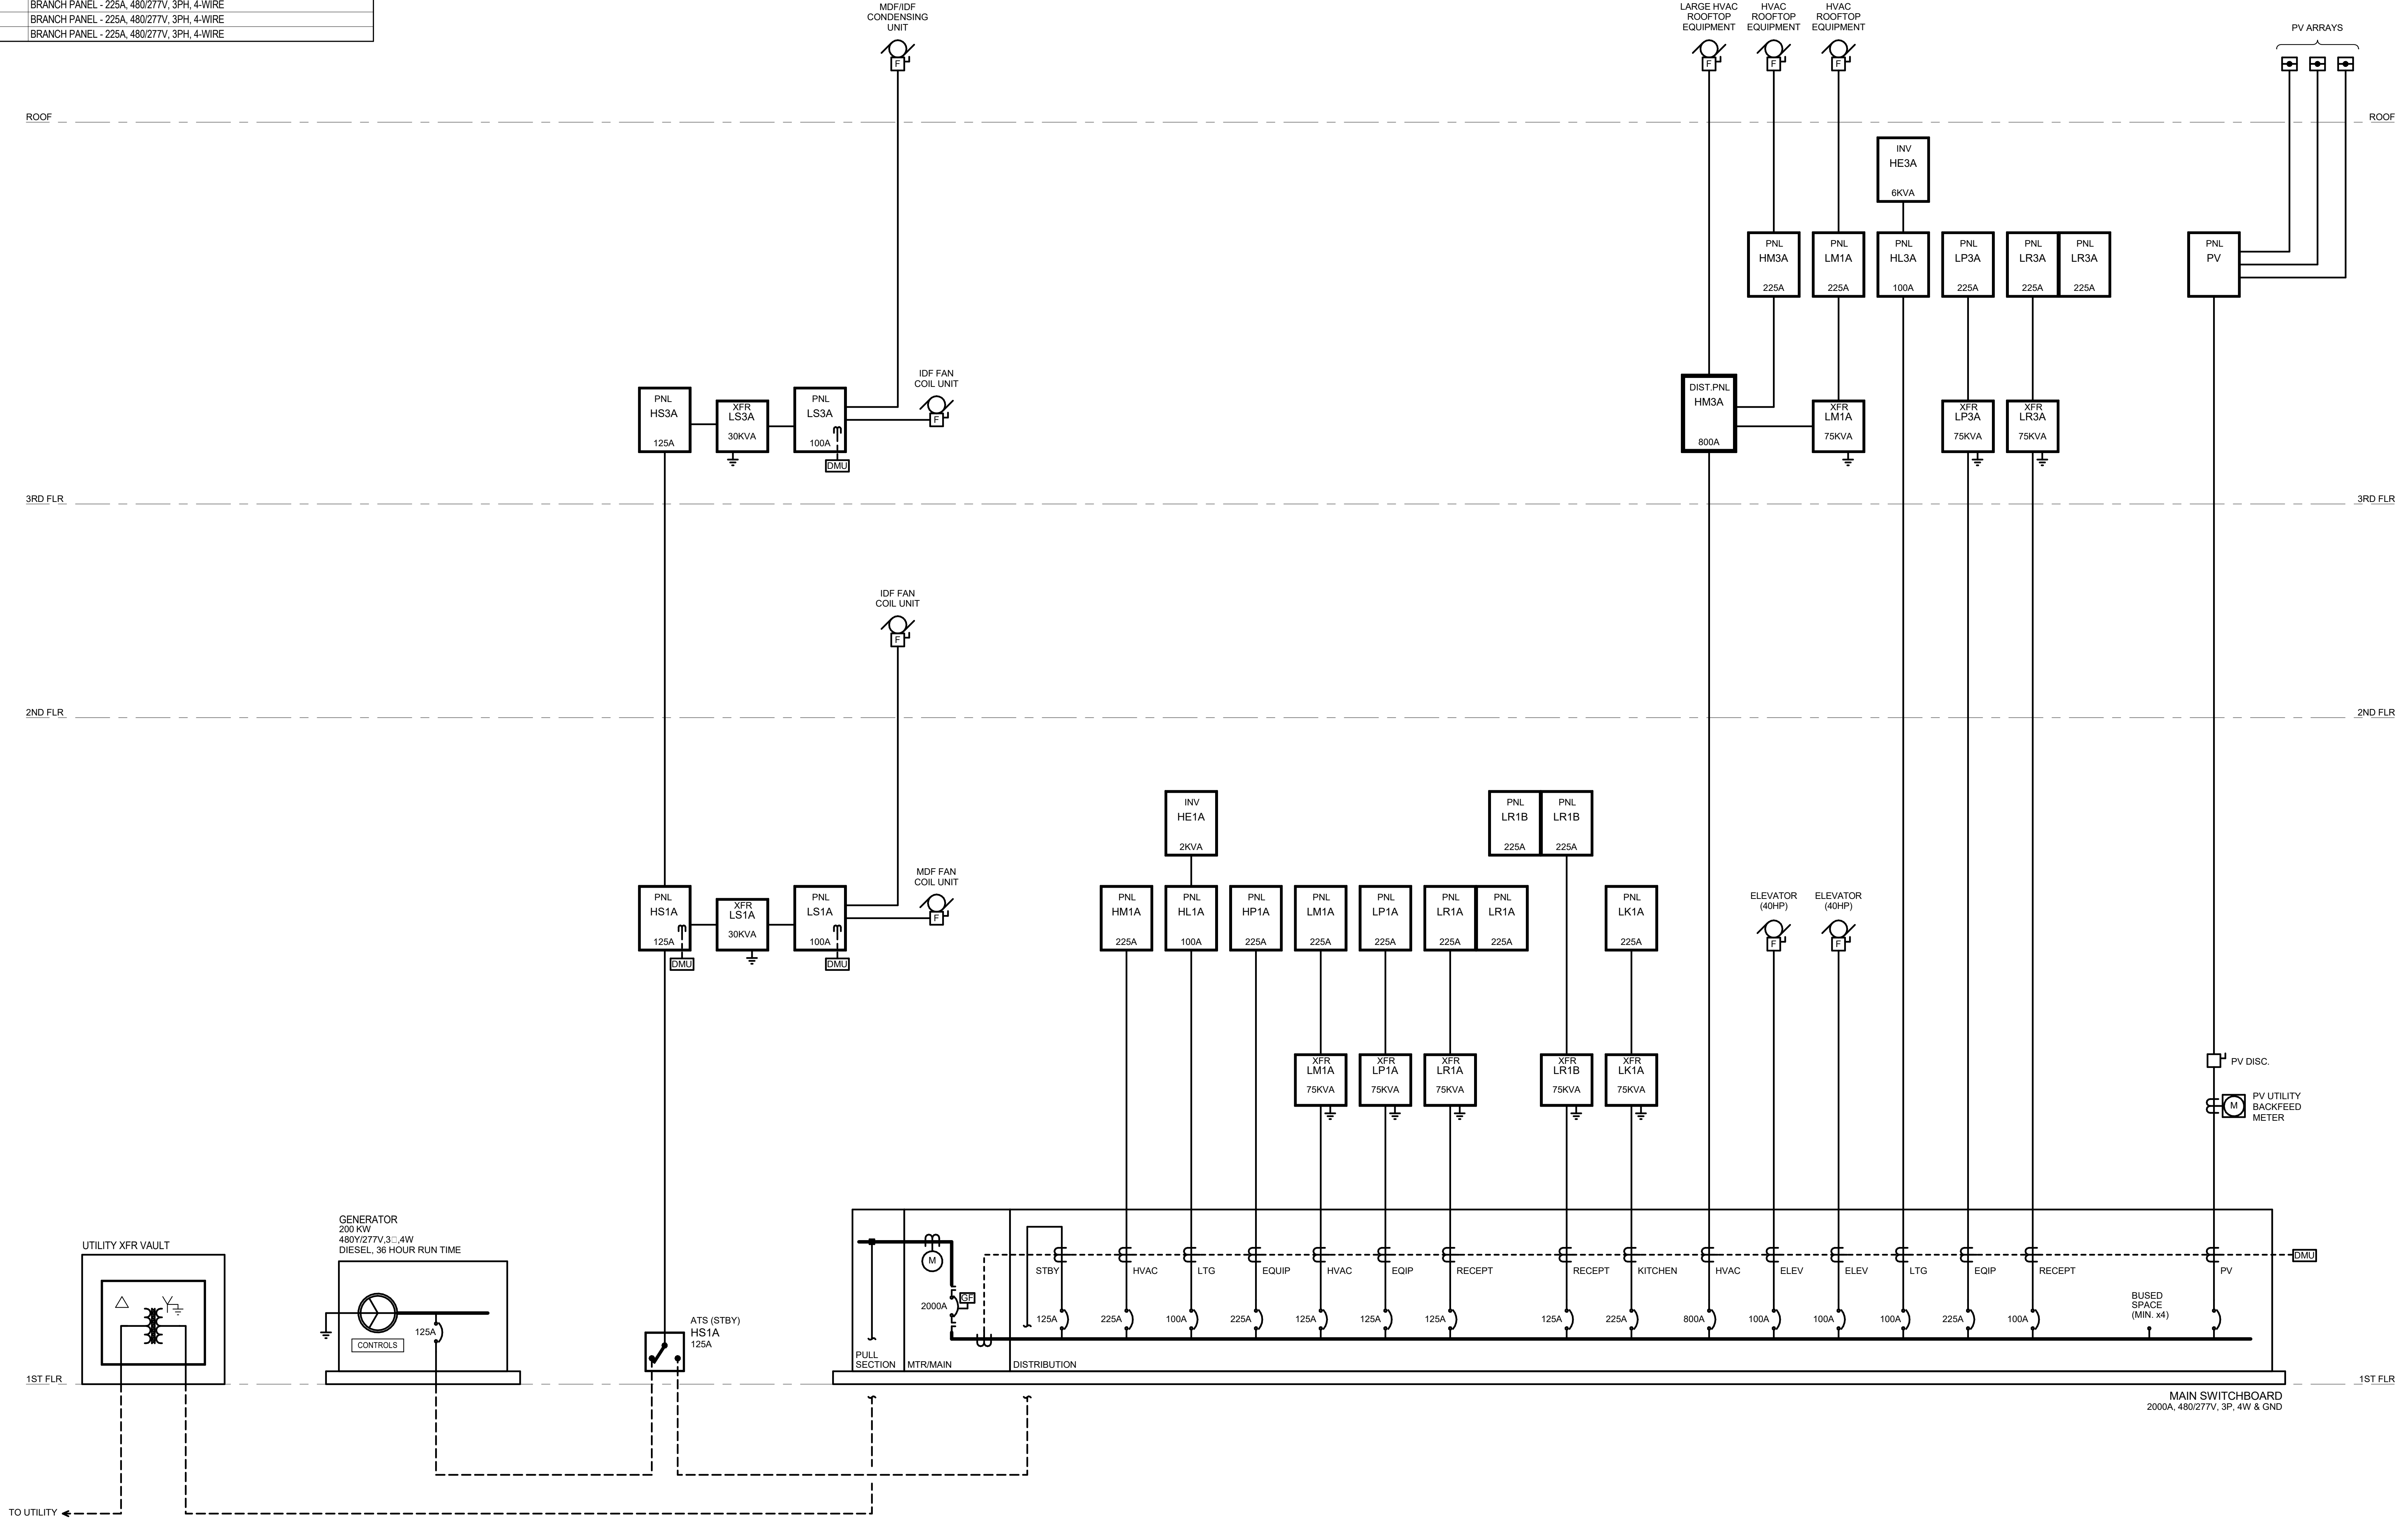 BRANCH PANEL - 225A, 480/277V, 3PH, 4-WIRE
BRANCH PANEL - 225A, 480/277V, 3PH, 4-WIRE
BRANCH PANEL - 225A, 480/277V, 3PH, 4-WIRE
MDF/IDF
CONDENSING
UNIT
F
LARGE HVAC
ROOFTOP
EQUIPMENT
F
HVAC
ROOFTOP
EQUIPMENT
F
HVAC
ROOFTOP
EQUIPMENT
F
PV ARRAYS
ROOF
ROOF
INV
HE3A
6KVA
PNL
HM3A
225A
PNL
LM1A
225A
PNL
HL3A
100A
PNL
LP3A
225A
PNL
LR3A
225A
PNL
LR3A
225A
PNL
PV
PNL
HS3A
125A
XFR
LS3A
30KVA
PNL
LS3A
100A
DMU
IDF FAN
COIL UNIT
F
DIST.PNL
HM3A
800A
XFR
LM1A
75KVA
XFR
LP3A
75KVA
XFR
LR3A
75KVA
3RD FLR
3RD FLR
IDF FAN
COIL UNIT
F
2ND FLR
2ND FLR
INV
HE1A
2KVA
PNL
LR1B
225A
PNL
LR1B
225A
PNL
HS1A
125A
DMU
XFR
LS1A
30KVA
PNL
LS1A
100A
DMU
MDF FAN
COIL UNIT
F
PNL
HM1A
225A
PNL
HL1A
100A
PNL
HP1A
225A
PNL
LM1A
225A
PNL
LP1A
225A
PNL
LR1A
225A
PNL
LR1A
225A
PNL
LK1A
225A
ELEVATOR
(40HP)
F
ELEVATOR
(40HP)
F
XFR
LM1A
75KVA
XFR
LP1A
75KVA
XFR
LR1A
75KVA
XFR
LR1B
75KVA
XFR
LK1A
75KVA
PV DISC.
M
PV UTILITY
BACKFEED
METER
UTILITY XFR VAULT
GENERATOR
200 KW
480Y/277V,3□,4W
DIESEL, 36 HOUR RUN TIME
125A
CONTROLS
ATS (STBY)
HS1A
125A
M
2000A
GF
PULL
SECTION
MTR/MAIN
DISTRIBUTION
STBY
HVAC
LTG
EQUIP
HVAC
EQIP
RECEPT
RECEPT
KITCHEN
HVAC
ELEV
ELEV
LTG
EQIP
RECEPT
PV
DMU
125A
225A
100A
225A
125A
125A
125A
125A
225A
800A
100A
100A
100A
225A
100A
BUSED
SPACE
(MIN. x4)
1ST FLR
1ST FLR
MAIN SWITCHBOARD
2000A, 480/277V, 3P, 4W & GND
TO UTILITY